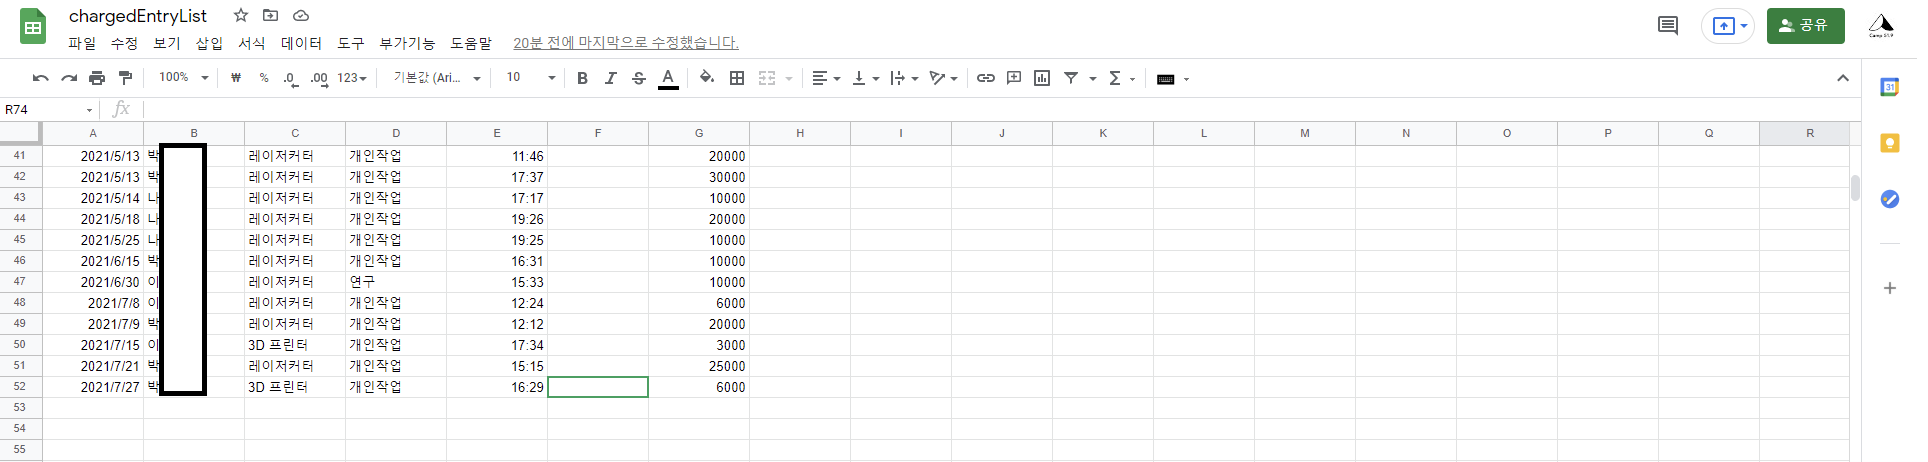 chargedEntryList
파일 수정 보기 삽입 서식 데이터 도구 부가기능 도움말 20분 전에 마지막으로 수정했습니다.
공유
Camp 5t.9
100% ₩ % .0 .00 123 기본값 (Ari... 10 B I S A Σ
31
R74 fx
A B C D E F G H I J K L M N O P Q R
41 2021/5/13 박 레이저커터 개인작업 11:46 20000
42 2021/5/13 박 레이저커터 개인작업 17:37 30000
43 2021/5/14 나 레이저커터 개인작업 17:17 10000
44 2021/5/18 나 레이저커터 개인작업 19:26 20000
45 2021/5/25 나 레이저커터 개인작업 19:25 10000
46 2021/6/15 박 레이저커터 개인작업 16:31 10000
47 2021/6/30 이 레이저커터 연구 15:33 10000
48 2021/7/8 이 레이저커터 개인작업 12:24 6000
49 2021/7/9 박 레이저커터 개인작업 12:12 20000
50 2021/7/15 이 3D 프린터 개인작업 17:34 3000
51 2021/7/21 박 레이저커터 개인작업 15:15 25000
52 2021/7/27 박 3D 프린터 개인작업 16:29 6000
53
54
55